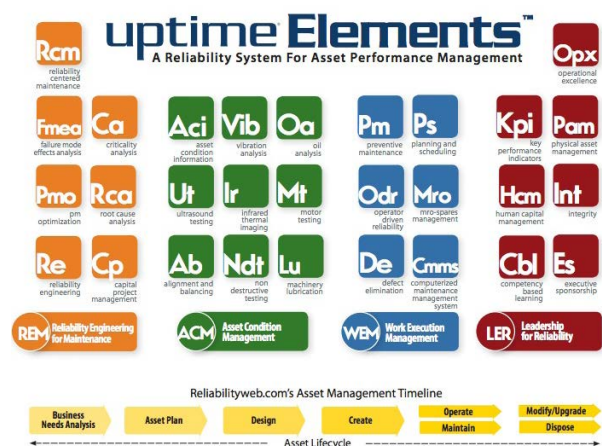 uptime Elements™
A Reliability System For Asset Performance Management
Rcm
reliability
centered
maintenance
Opx
operational
excellence
Fmea
failure mode
effects analysis
Ca
criticality
analysis
Aci
asset
condition
information
Vib
vibration
analysis
Oa
oil
analysis
Pm
preventive
maintenance
Ps
planning and
scheduling
Kpi
key
performance
indicators
Pam
physical asset
management
Pmo
pm
optimization
Rca
root cause
analysis
Ut
ultrasound
testing
Ir
infrared
thermal
imaging
Mt
motor
testing
Odr
operator
driven
reliability
Mro
mro-spares
management
Hcm
human capital
management
Int
integrity
Re
reliability
engineering
Cp
capital
project
management
Ab
alignment and
balancing
Ndt
non
destructive
testing
Lu
machinery
lubrication
De
defect
elimination
Cmms
computerized
maintenance
management
system
Cbl
competency
based
learning
Es
executive
sponsorship
REM Reliability Engineering
for Maintenance
ACM Asset Condition
Management
WEM Work Execution
Management
LER Leadership
for Reliability
Reliabilityweb.com's Asset Management Timeline
Business
Needs Analysis
Asset Plan
Design
Create
Operate
Maintain
Modify/Upgrade
Dispose
Asset Lifecycle